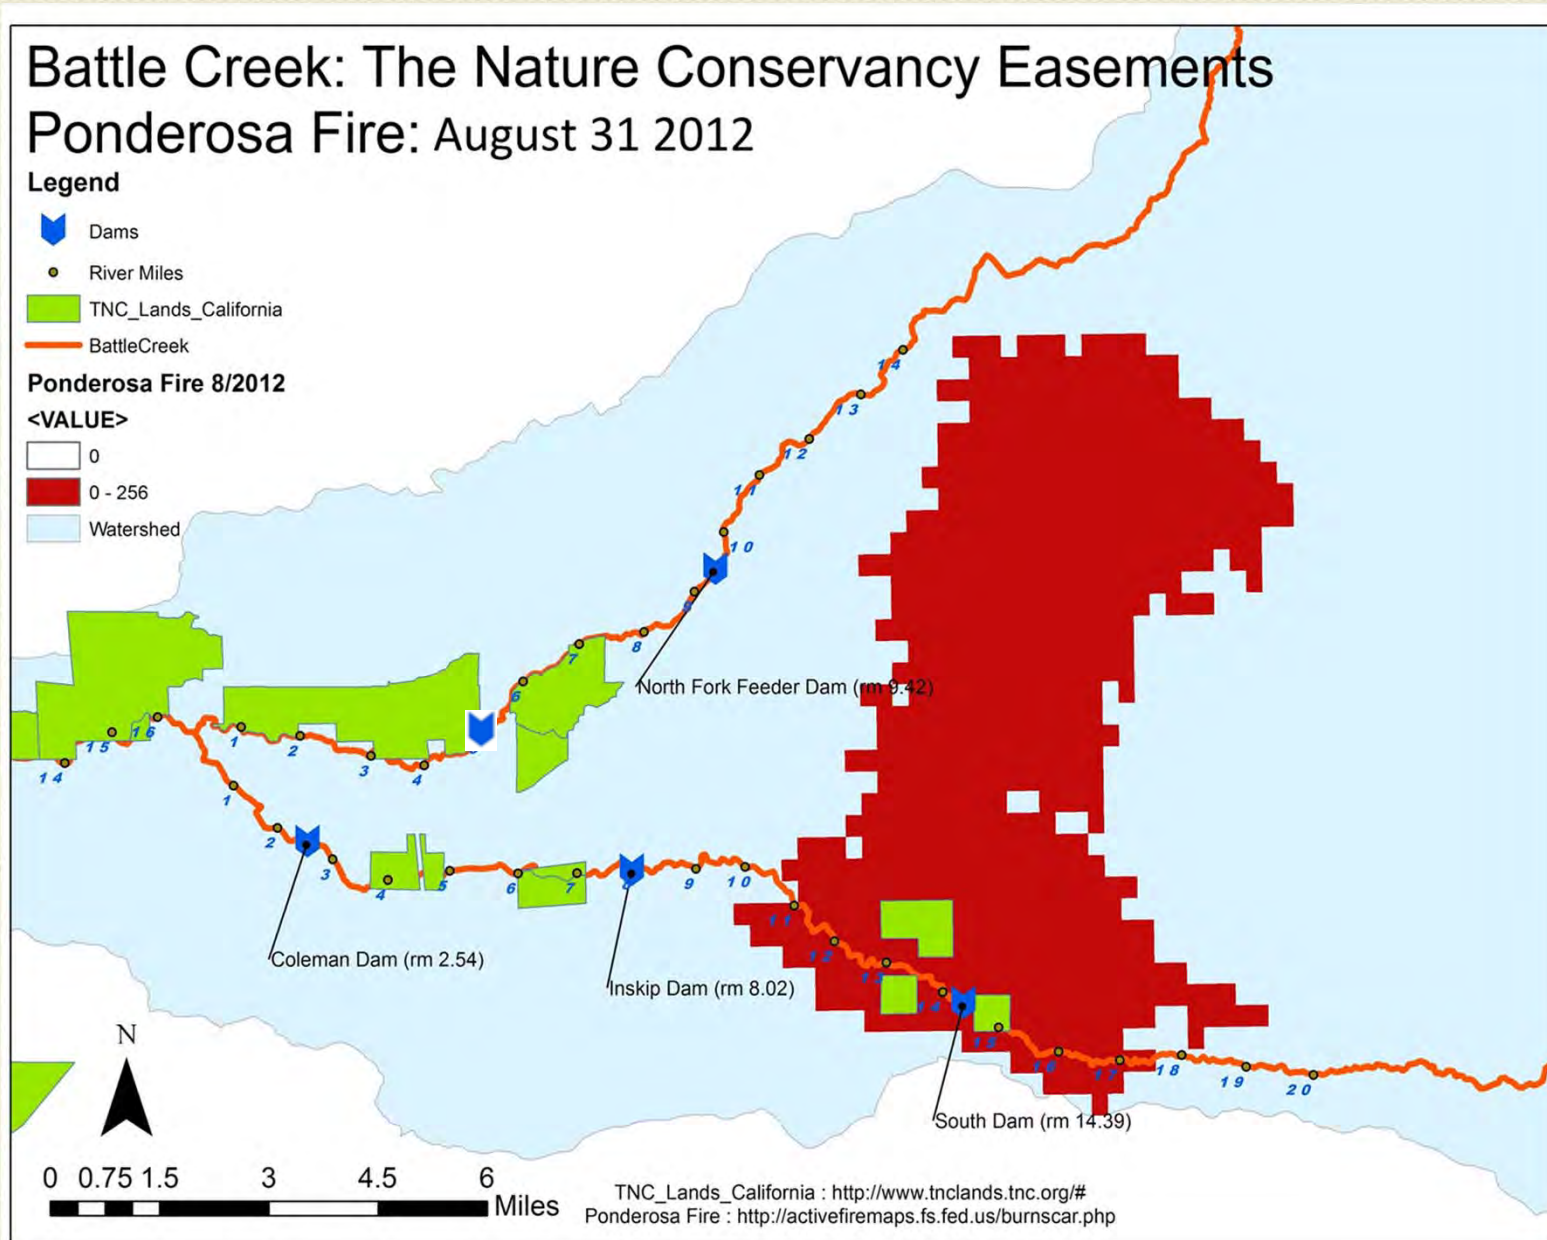 Battle Creek: The Nature Conservancy Easements
Ponderosa Fire: August 31 2012
Legend
Dams
River Miles
TNC_Lands_California
BattleCreek
Ponderosa Fire 8/2012
<VALUE>
0
0 - 256
Watershed
14
13
12
11
10
9
8
7
6
North Fork Feeder Dam (rm 9.42)
14
15
16
1
2
3
4
1
2
3
4
5
6
7
8
9
10
11
12
13
14
15
16
17
18
19
20
Coleman Dam (rm 2.54)
Inskip Dam (rm 8.02)
South Dam (rm 14.39)
N
0 0.75 1.5 3 4.5 6
Miles
TNC_Lands_California : http://www.tnclands.tnc.org/#
Ponderosa Fire : http://activefiremaps.fs.fed.us/burnscar.php